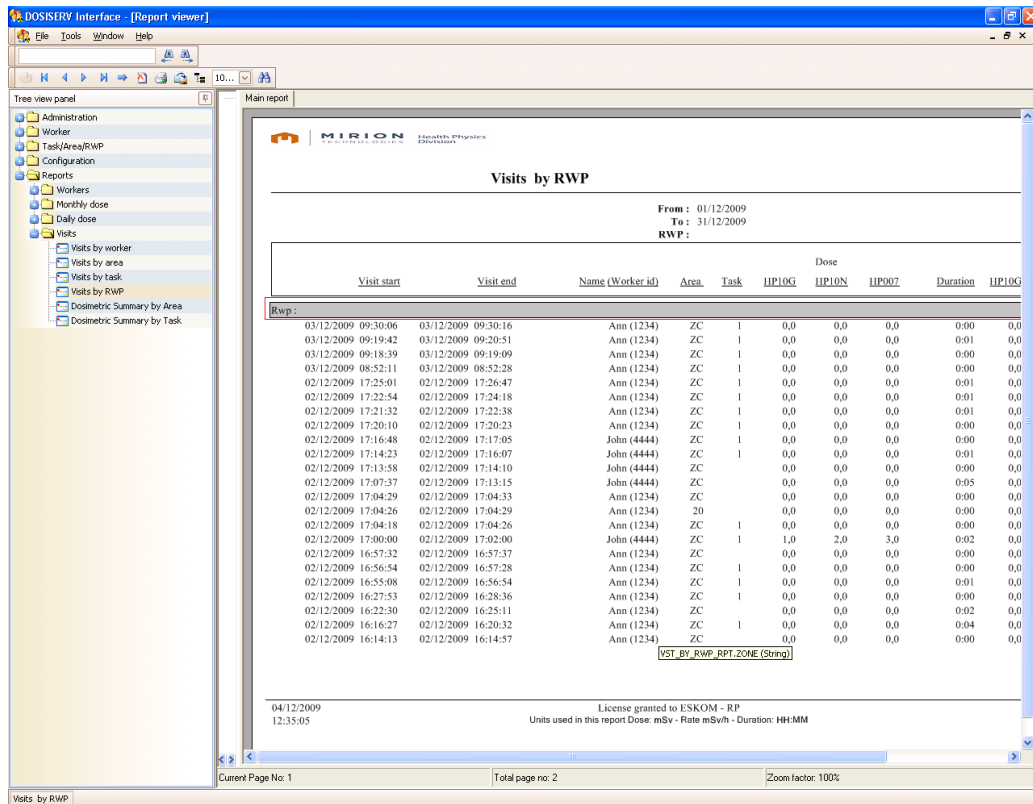 DOSISERV Interface - [Report viewer]
File Tools Window Help
10...
Tree view panel
Main report
Administration
Worker
Task/Area/RWP
Configuration
Reports
Workers
Monthly dose
Daily dose
Visits
Visits by worker
Visits by area
Visits by task
Visits by RWP
Dosimetric Summary by Area
Dosimetric Summary by Task
MIRION Health Physics
TECHNOLOGIES Division
Visits by RWP
From : 01/12/2009
To : 31/12/2009
RWP :
Dose
Visit start Visit end Name (Worker id) Area Task HP10G HP10N HP007 Duration HP10G
Rwp :
03/12/2009 09:30:06 03/12/2009 09:30:16 Ann (1234) ZC 1 0,0 0,0 0,0 0:00 0,0
03/12/2009 09:19:42 03/12/2009 09:20:51 Ann (1234) ZC 1 0,0 0,0 0,0 0:01 0,0
03/12/2009 09:18:39 03/12/2009 09:19:09 Ann (1234) ZC 1 0,0 0,0 0,0 0:00 0,0
03/12/2009 08:52:11 03/12/2009 08:52:28 Ann (1234) ZC 1 0,0 0,0 0,0 0:00 0,0
02/12/2009 17:25:01 02/12/2009 17:26:47 Ann (1234) ZC 1 0,0 0,0 0,0 0:01 0,0
02/12/2009 17:22:54 02/12/2009 17:24:18 Ann (1234) ZC 1 0,0 0,0 0,0 0:01 0,0
02/12/2009 17:21:32 02/12/2009 17:22:38 Ann (1234) ZC 1 0,0 0,0 0,0 0:01 0,0
02/12/2009 17:20:10 02/12/2009 17:20:23 Ann (1234) ZC 1 0,0 0,0 0,0 0:00 0,0
02/12/2009 17:16:48 02/12/2009 17:17:05 John (4444) ZC 1 0,0 0,0 0,0 0:00 0,0
02/12/2009 17:14:23 02/12/2009 17:16:07 John (4444) ZC 1 0,0 0,0 0,0 0:01 0,0
02/12/2009 17:13:58 02/12/2009 17:14:10 John (4444) ZC 0,0 0,0 0,0 0:00 0,0
02/12/2009 17:07:37 02/12/2009 17:13:15 John (4444) ZC 0,0 0,0 0,0 0:05 0,0
02/12/2009 17:04:29 02/12/2009 17:04:33 Ann (1234) ZC 0,0 0,0 0,0 0:00 0,0
02/12/2009 17:04:26 02/12/2009 17:04:29 Ann (1234) 20 0,0 0,0 0,0 0:00 0,0
02/12/2009 17:04:18 02/12/2009 17:04:26 Ann (1234) ZC 1 0,0 0,0 0,0 0:00 0,0
02/12/2009 17:00:00 02/12/2009 17:02:00 John (4444) ZC 1 1,0 2,0 3,0 0:02 0,0
02/12/2009 16:57:32 02/12/2009 16:57:37 Ann (1234) ZC 0,0 0,0 0,0 0:00 0,0
02/12/2009 16:56:54 02/12/2009 16:57:28 Ann (1234) ZC 1 0,0 0,0 0,0 0:00 0,0
02/12/2009 16:55:08 02/12/2009 16:56:54 Ann (1234) ZC 1 0,0 0,0 0,0 0:01 0,0
02/12/2009 16:27:53 02/12/2009 16:28:36 Ann (1234) ZC 1 0,0 0,0 0,0 0:00 0,0
02/12/2009 16:22:30 02/12/2009 16:25:11 Ann (1234) ZC 0,0 0,0 0,0 0:02 0,0
02/12/2009 16:16:27 02/12/2009 16:20:32 Ann (1234) ZC 1 0,0 0,0 0,0 0:04 0,0
02/12/2009 16:14:13 02/12/2009 16:14:57 Ann (1234) ZC 0,0 0,0 0,0 0:00 0,0
VST_BY_RWP_RPT.ZONE (String)
04/12/2009 License granted to ESKOM - RP
12:35:05 Units used in this report Dose: mSv - Rate mSv/h - Duration: HH:MM
Current Page No: 1 Total page no: 2 Zoom factor: 100%
Visits by RWP